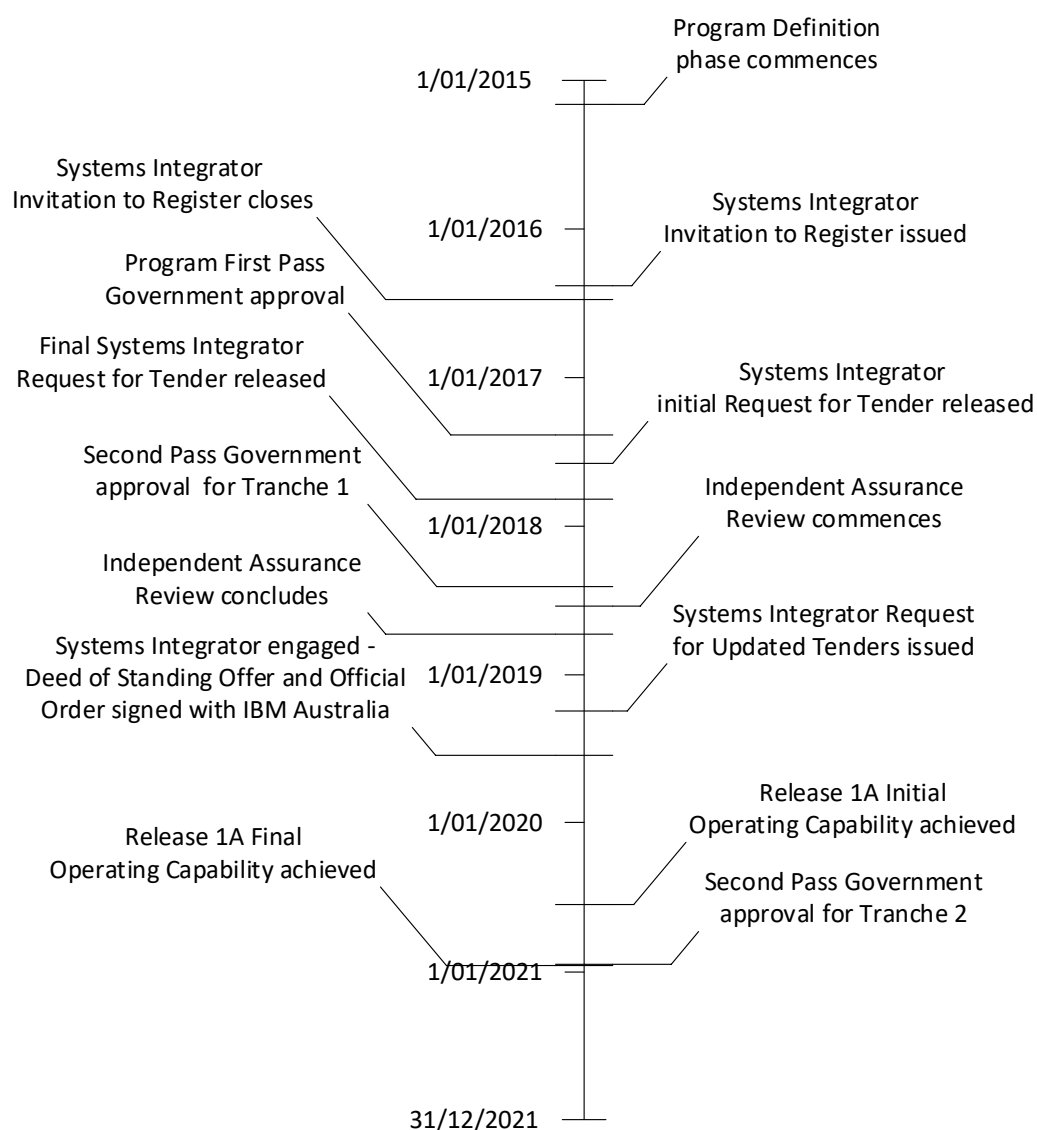 Program Definition
phase commences
1/01/2015
Systems Integrator
Invitation to Register closes
Systems Integrator
Invitation to Register issued
1/01/2016
Program First Pass
Government approval
Final Systems Integrator
Request for Tender released
1/01/2017
Systems Integrator
initial Request for Tender released
Second Pass Government
approval for Tranche 1
Independent Assurance
Review commences
1/01/2018
Independent Assurance
Review concludes
Systems Integrator Request
for Updated Tenders issued
Systems Integrator engaged -
Deed of Standing Offer and Official
Order signed with IBM Australia
1/01/2019
Release 1A Initial
Operating Capability achieved
1/01/2020
Release 1A Final
Operating Capability achieved
Second Pass Government
approval for Tranche 2
1/01/2021
31/12/2021